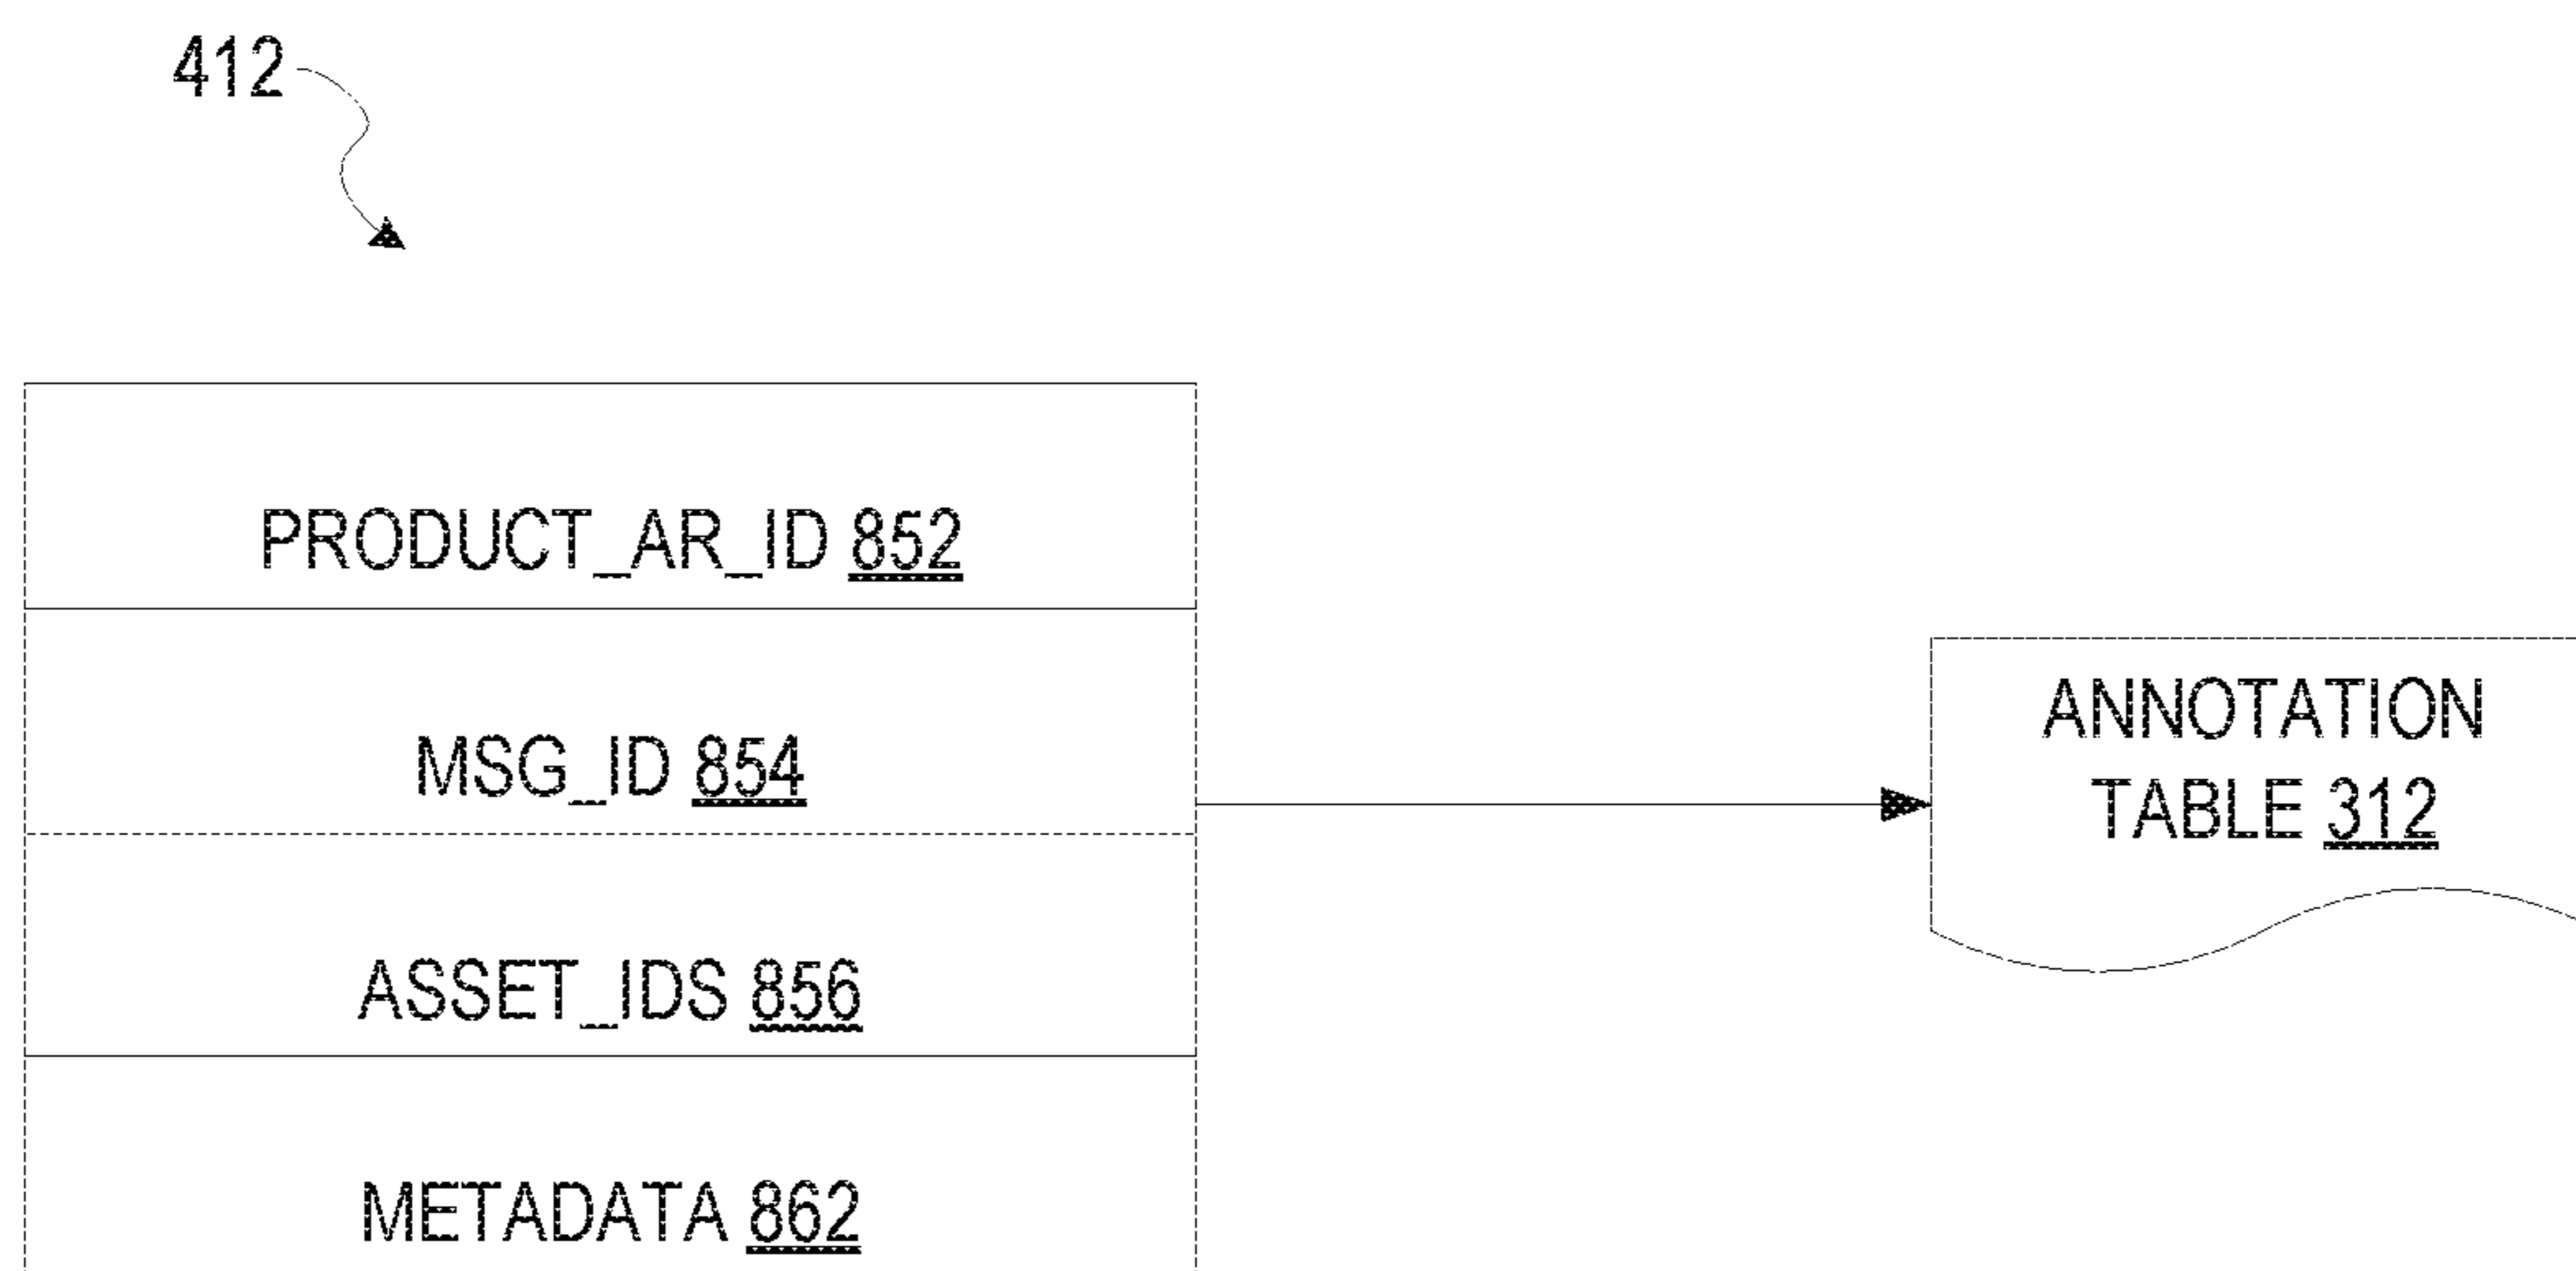 412
PRODUCT_AR_ID 852
MSG_ID 854
ASSET_IDS 856
METADATA 862
ANNOTATION
TABLE 312